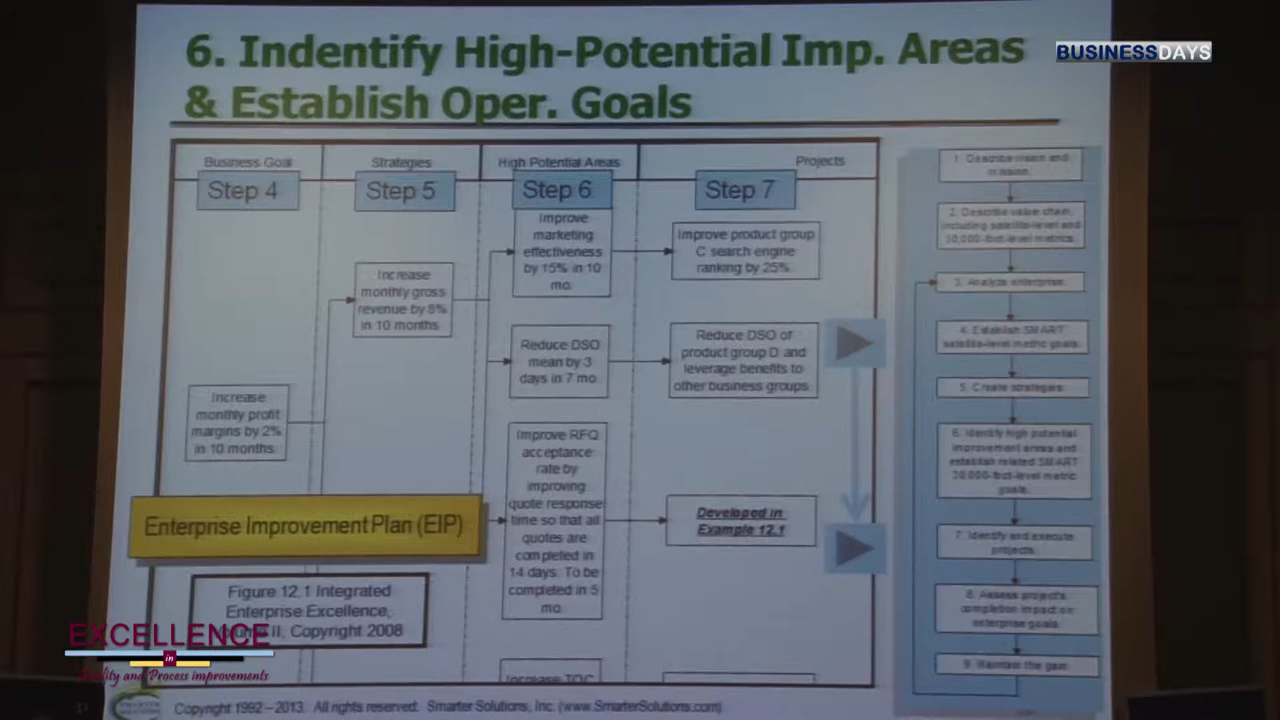 6. Indentify High-Potential Imp. Areas
& Establish Oper. Goals
BUSINESSDAYS
Business Goal
Strategies
High Potential Areas
Projects
Step 4
Step 5
Step 6
Step 7
Increase
monthly profit
margins by 2%
in 10 months.
Increase
monthly gross
revenue by 8%
in 10 months.
Improve
marketing
effectiveness
by 15% in 10
mo.
Improve product group
C search engine
ranking by 25%.
Reduce DSO
mean by 3
days in 7 mo.
Reduce DSO of
product group D and
leverage benefits to
other business groups.
Improve RFQ
acceptance
rate by
improving
quote response
time so that all
quotes are
completed in
14 days. To be
completed in 5
mo.
Developed in
Example 12.1
Enterprise Improvement Plan (EIP)
Figure 12.1 Integrated
Enterprise Excellence,
II, Copyright 2008
Increase TOC
1. Describe vision and
mission.
2. Describe value chain,
including satellite-level and
30,000-foot-level metrics.
3. Analyze enterprise.
4. Establish SMART
satellite-level metric goals.
5. Create strategies.
6. Identify high potential
improvement areas and
establish related SMART
30,000-foot-level metric
goals.
7. Identify and execute
projects.
8. Assess project's
completion impact on
enterprise goals.
9. Maintain the gain.
EXCELLENCE
in
Quality and Process improvements
Copyright 1992 – 2013. All rights reserved. Smarter Solutions, Inc. (www.SmarterSolutions.com)